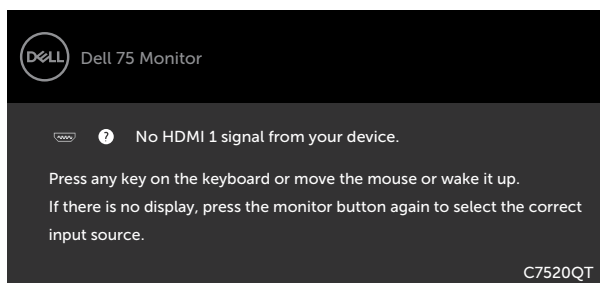 DELL
Dell 75 Monitor
? No HDMI 1 signal from your device.
Press any key on the keyboard or move the mouse or wake it up.
If there is no display, press the monitor button again to select the correct
input source.
C7520QT